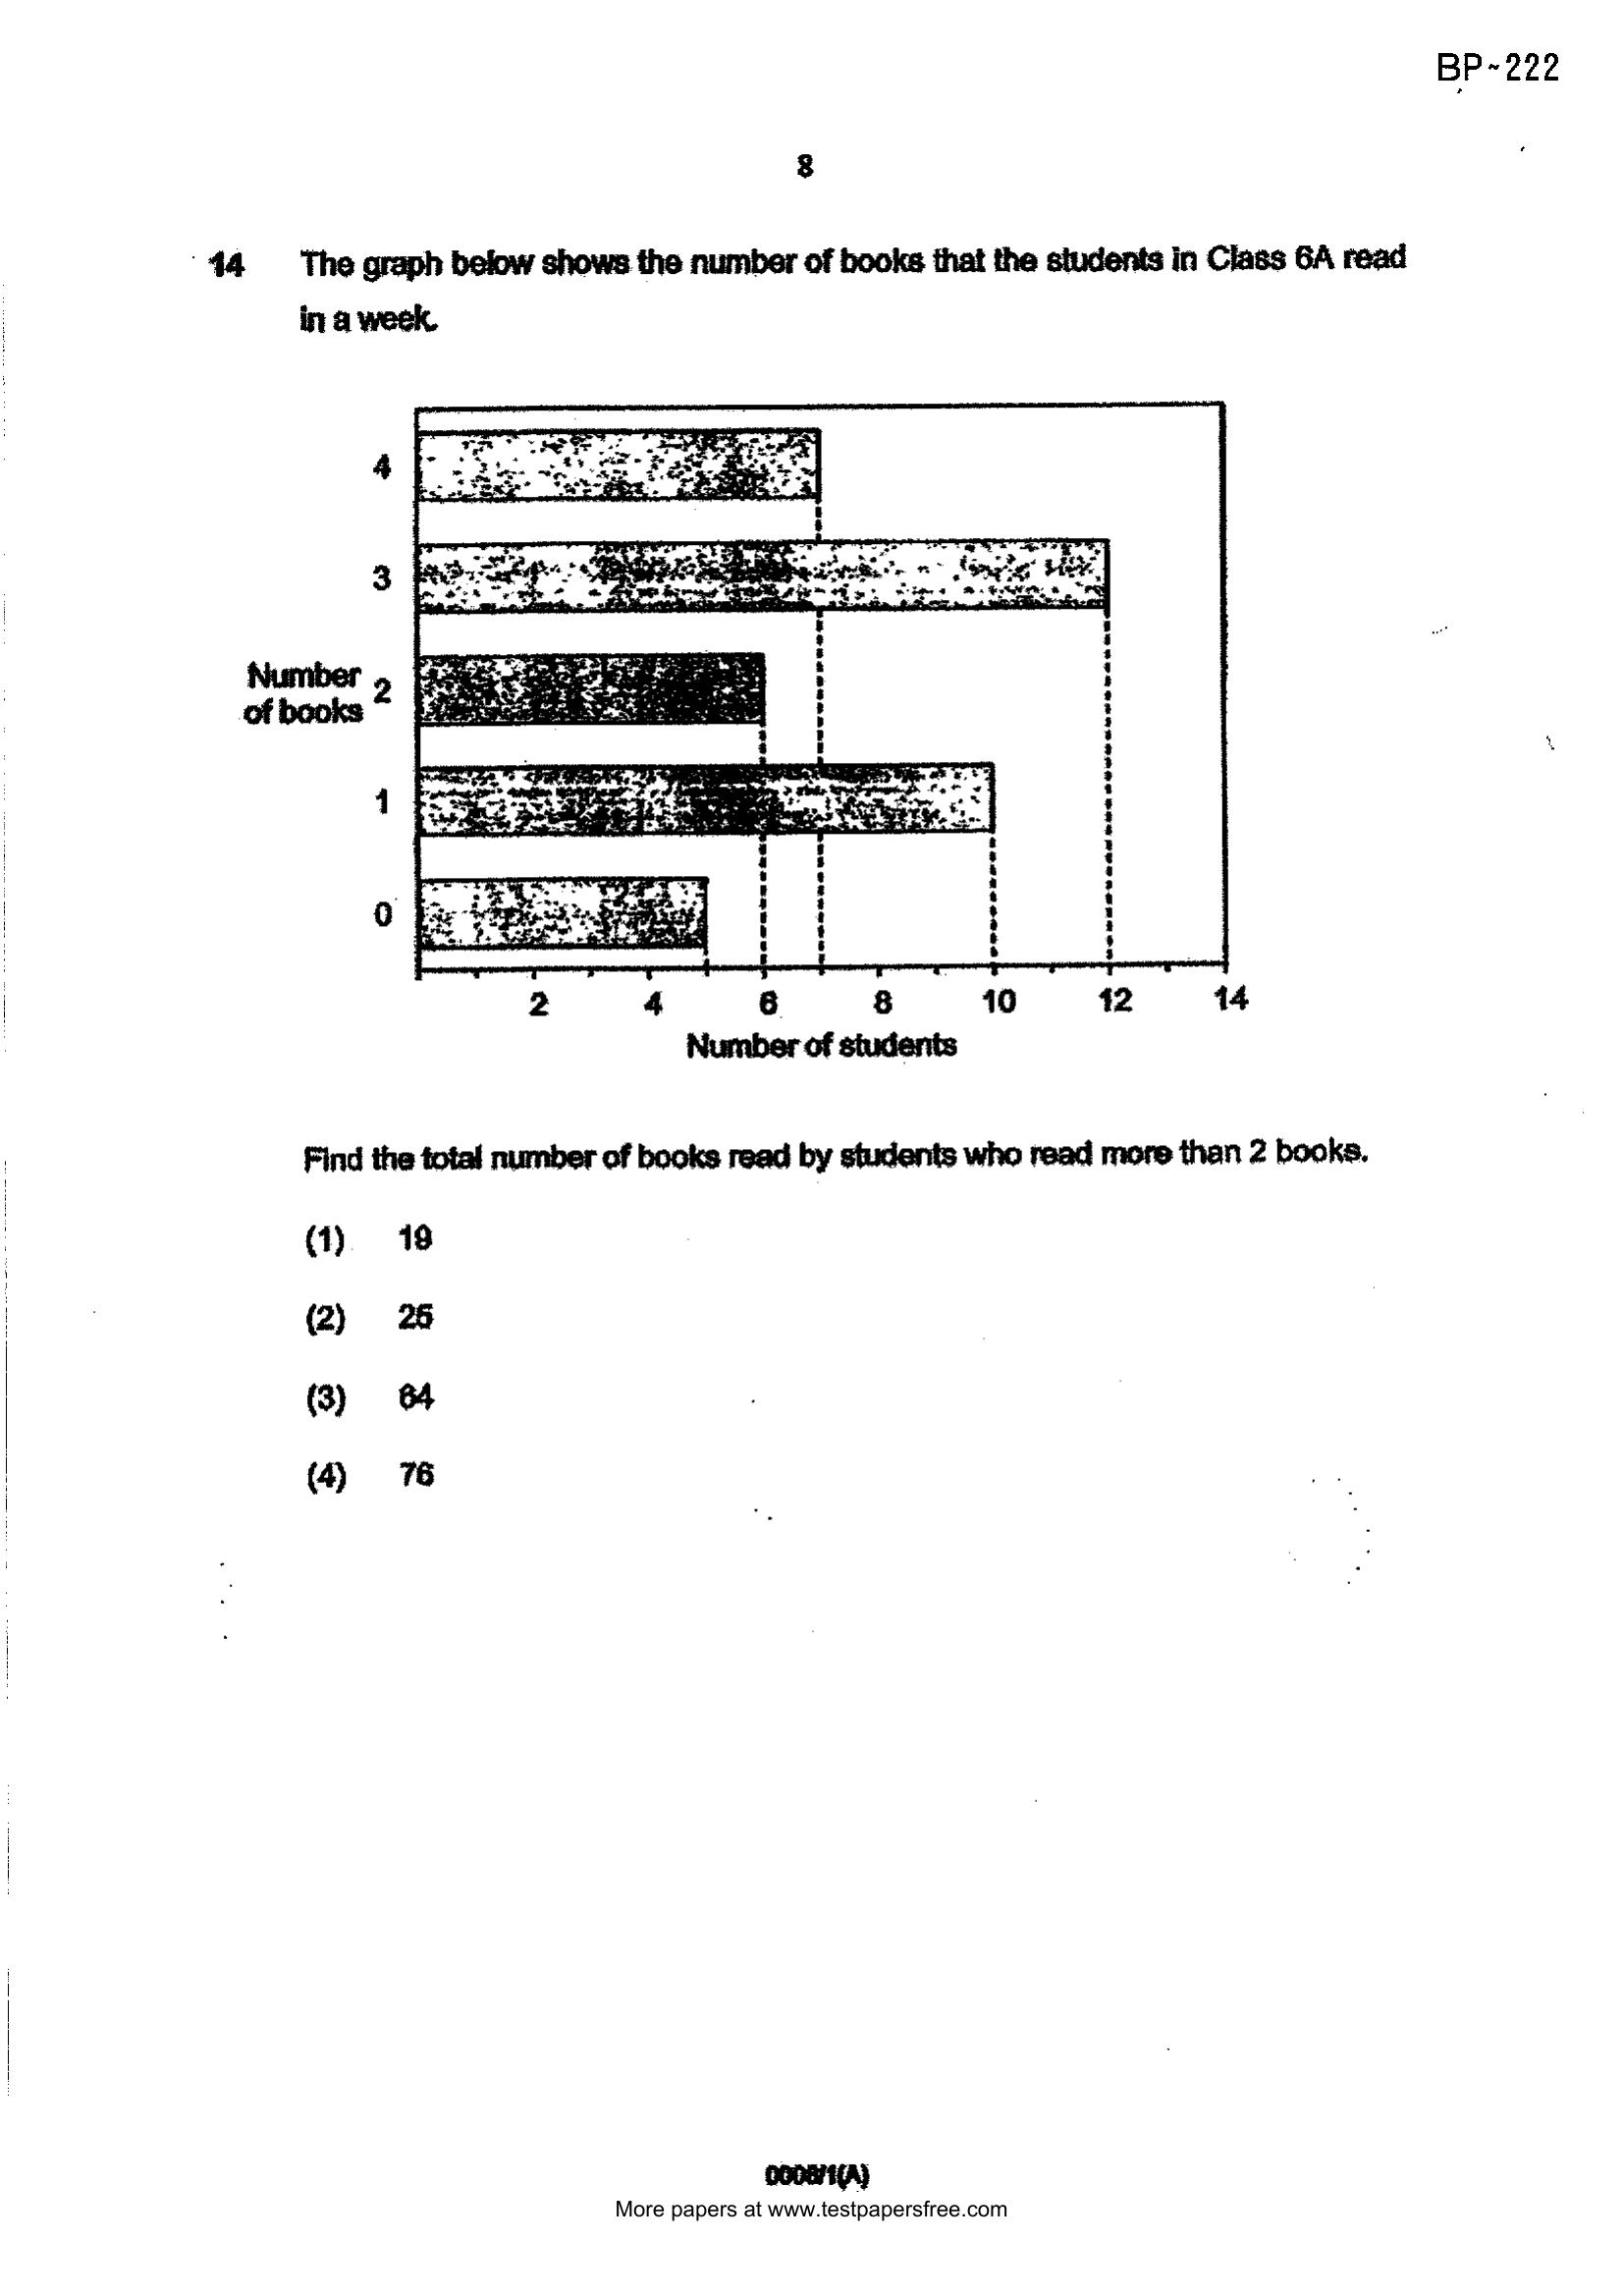 BP~222
8
14 The graph below shows the number of books that the students in Class 6A read
in a week.
4
3
Number
of books
2
1
0
2 4 6 8 10 12 14
Number of students
Find the total number of books read by students who read more than 2 books.
(1) 19
(2) 25
(3) 64
(4) 76
0008/1(A)
More papers at www.testpapersfree.com